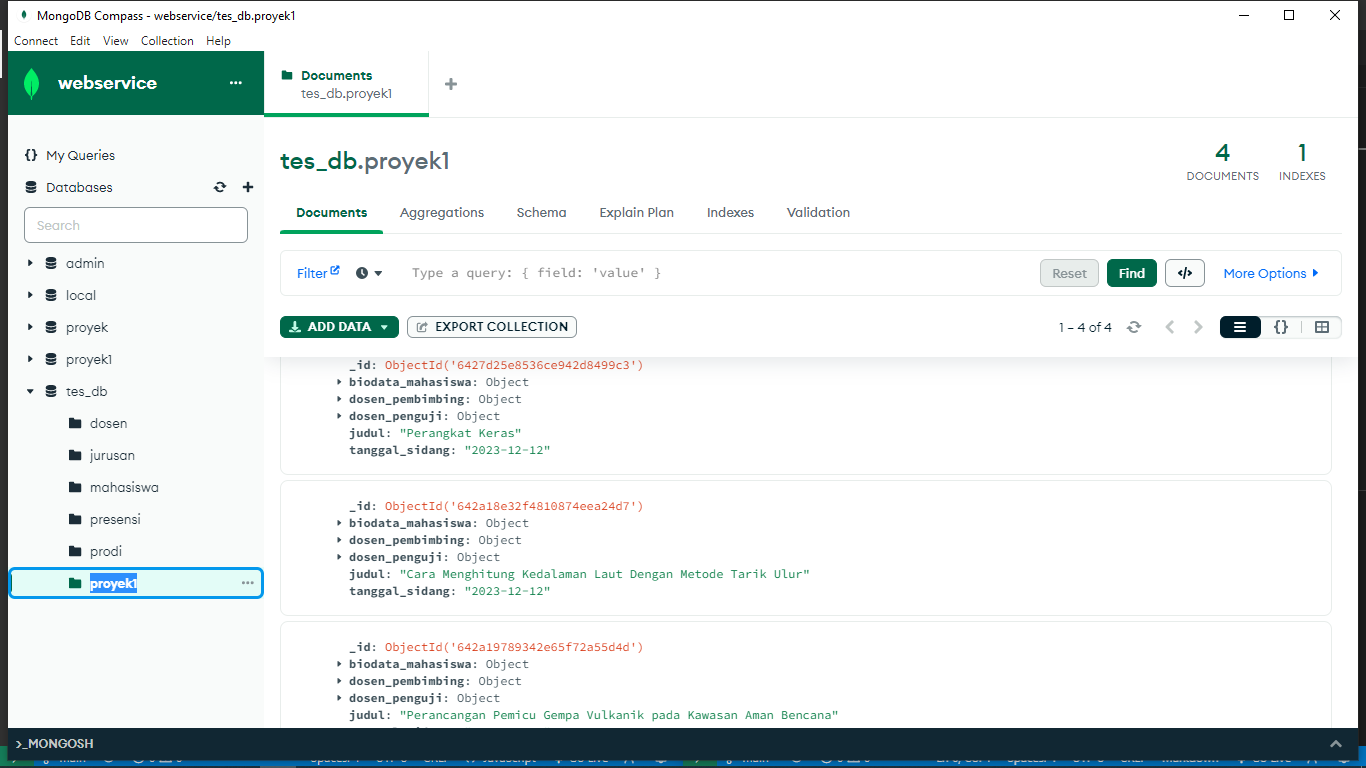 MongoDB Compass - webservice/tes_db.proyek1
Connect Edit View Collection Help
webservice
Documents
tes_db.proyek1
My Queries
Databases
Search
admin
local
proyek
proyek1
tes_db
dosen
jurusan
mahasiswa
presensi
prodi
proyek1
tes_db.proyek1
4
DOCUMENTS
1
INDEXES
Documents Aggregations Schema Explain Plan Indexes Validation
Filter Type a query: { field: 'value' } Reset Find </> More Options
ADD DATA EXPORT COLLECTION 1 – 4 of 4 {}
_id: ObjectId('6427d25e8536ce942d8499c3')
biodata_mahasiswa: Object
dosen_pembimbing: Object
dosen_penguji: Object
judul: "Perangkat Keras"
tanggal_sidang: "2023-12-12"
_id: ObjectId('642a18e32f4810874eea24d7')
biodata_mahasiswa: Object
dosen_pembimbing: Object
dosen_penguji: Object
judul: "Cara Menghitung Kedalaman Laut Dengan Metode Tarik Ulur"
tanggal_sidang: "2023-12-12"
_id: ObjectId('642a19789342e65f72a55d4d')
biodata_mahasiswa: Object
dosen_pembimbing: Object
dosen_penguji: Object
judul: "Perancangan Pemicu Gempa Vulkanik pada Kawasan Aman Bencana"
>_MONGOSH